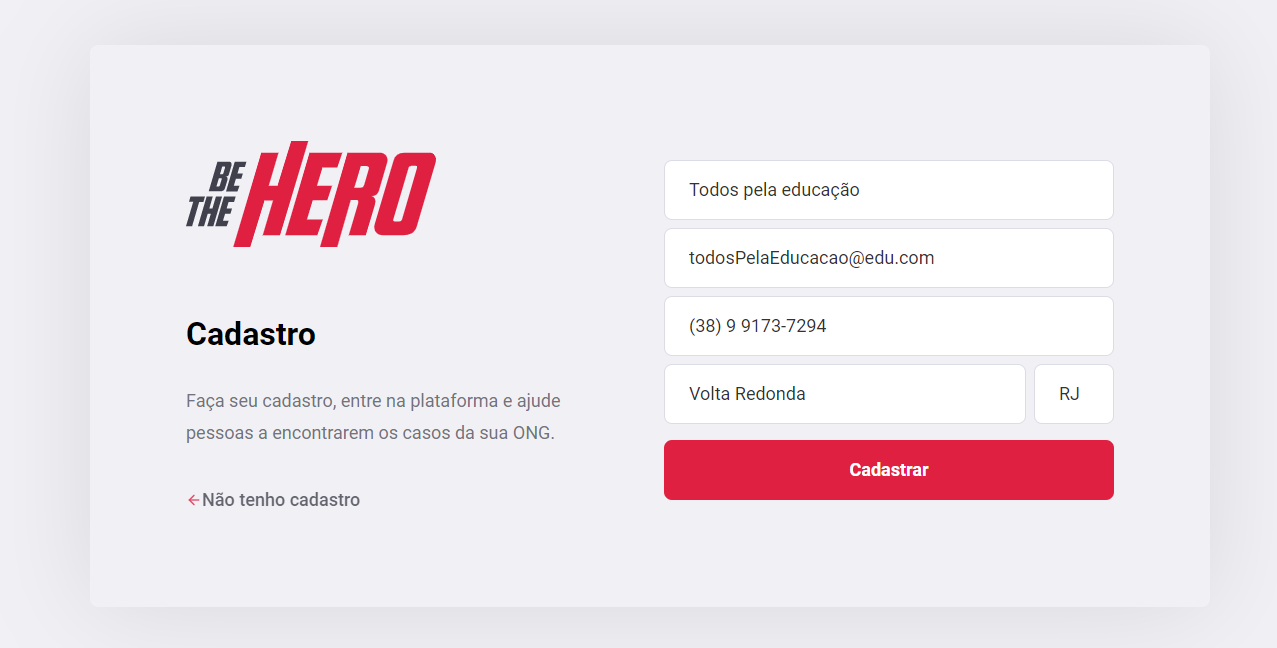 BE
THE
HERO
Cadastro
Faça seu cadastro, entre na plataforma e ajude
pessoas a encontrarem os casos da sua ONG.
Não tenho cadastro
Todos pela educação
todosPelaEducacao@edu.com
(38) 9 9173-7294
Volta Redonda
RJ
Cadastrar